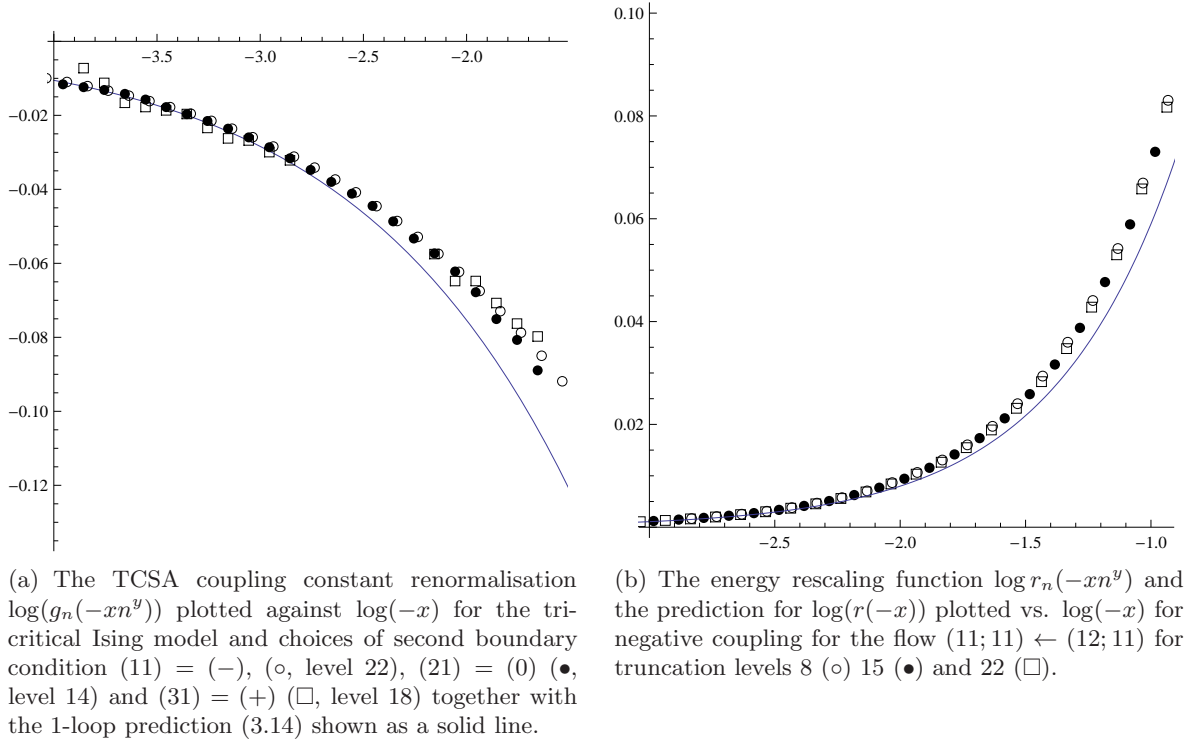 −3.5 −3.0 −2.5 −2.0
−0.02
−0.04
−0.06
−0.08
−0.10
−0.12
(a) The TCSA coupling constant renormalisation
log(gₙ(−xnʸ)) plotted against log(−x) for the tri-
critical Ising model and choices of second boundary
condition (11) = (−), (○, level 22), (21) = (0) (●,
level 14) and (31) = (+) (□, level 18) together with
the 1-loop prediction (3.14) shown as a solid line.
0.10
0.08
0.06
0.04
0.02
−2.5 −2.0 −1.5 −1.0
(b) The energy rescaling function log rₙ(−xnʸ) and
the prediction for log(r(−x)) plotted vs. log(−x) for
negative coupling for the flow (11; 11) ← (12; 11) for
truncation levels 8 (○) 15 (●) and 22 (□).